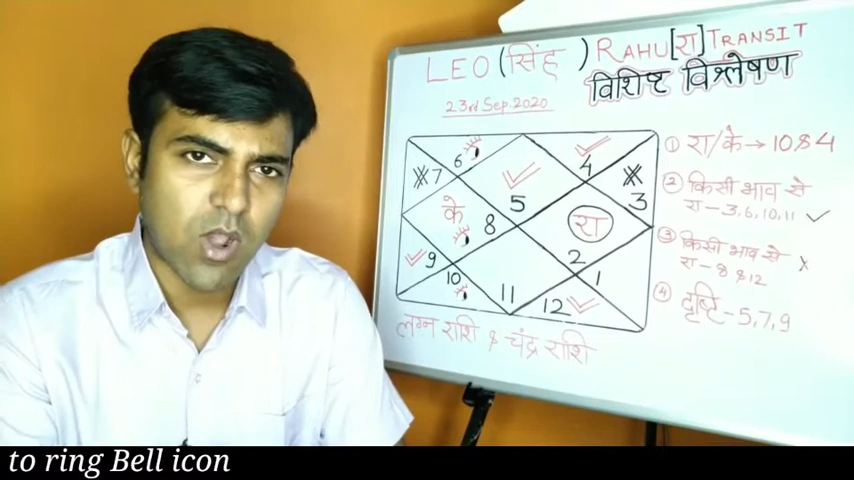 LEO (सिंह) RAHU [रा] TRANSIT
विशिष्ट विश्लेषण
23rd Sep. 2020
① रा/के → 10 & 4
② किसी भाव से
रा - 3, 6, 10, 11 ✓
③ किसी भाव से
रा - 8 & 12 x
④ दृष्टि - 5, 7, 9
6
4
7
3
5
के
8
रा
9
2
10
1
11
12
लग्न राशि & चंद्र राशि
to ring Bell icon